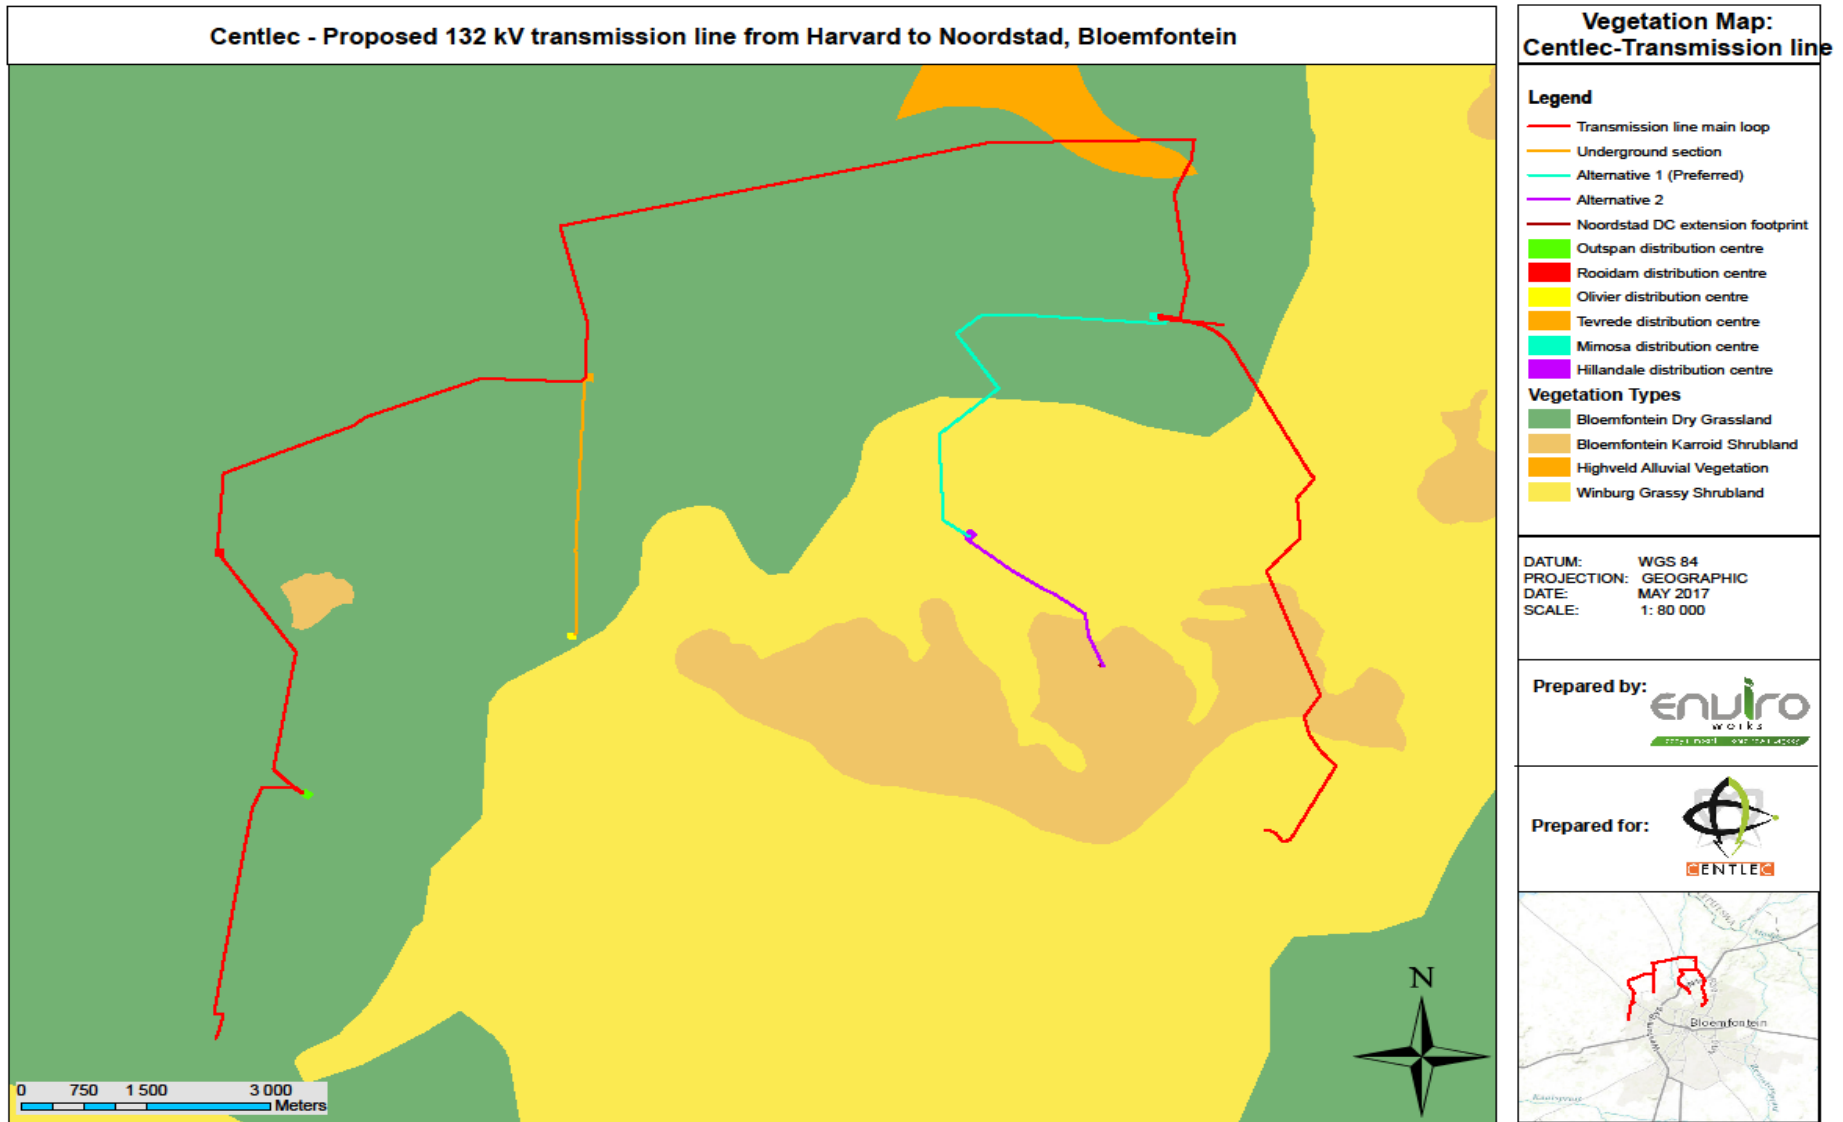 Centlec - Proposed 132 kV transmission line from Harvard to Noordstad, Bloemfontein
Vegetation Map:
Centlec-Transmission line
Legend
Transmission line main loop
Underground section
Alternative 1 (Preferred)
Alternative 2
Noordstad DC extension footprint
Outspan distribution centre
Rooidam distribution centre
Olivier distribution centre
Tevrede distribution centre
Mimosa distribution centre
Hillandale distribution centre
Vegetation Types
Bloemfontein Dry Grassland
Bloemfontein Karroid Shrubland
Highveld Alluvial Vegetation
Winburg Grassy Shrubland
DATUM: WGS 84
PROJECTION: GEOGRAPHIC
DATE: MAY 2017
SCALE: 1: 80 000
Prepared by:
enviro
works
Prepared for:
CENTLEC
Bloemfontein
N
0 750 1 500 3 000
Meters